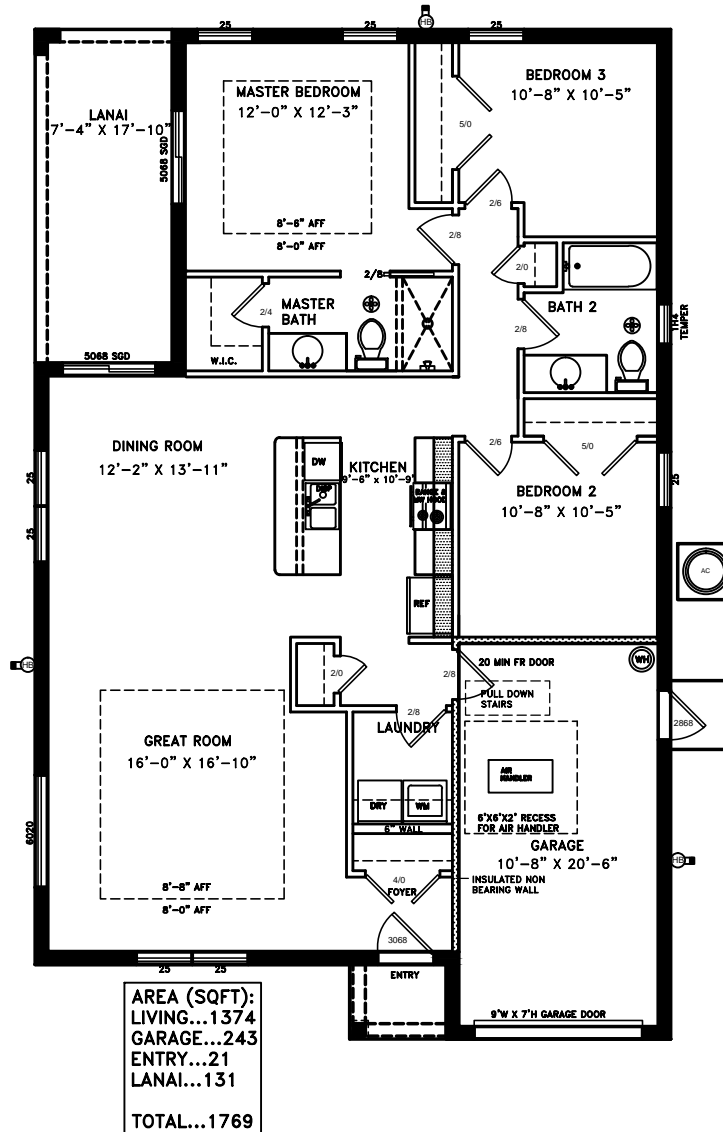 25
25
25
HB
LANAI
7'-4" X 17'-10"
5068 SGD
MASTER BEDROOM
12'-0" X 12'-3"
8'-6" AFF
8'-0" AFF
BEDROOM 3
10'-8" X 10'-5"
5/0
2/6
2/8
2/0
2/8
2/4
MASTER
BATH
W.I.C.
BATH 2
2/8
1H4
TEMPER
5068 SGD
DINING ROOM
12'-2" X 13'-11"
25
25
KITCHEN
9'-6" X 10'-9"
DW
DISP
RANGE &
MW HOOD
REF
2/6
5/0
BEDROOM 2
10'-8" X 10'-5"
25
AC
HB
2/0
2/8
20 MIN FR DOOR
WH
PULL DOWN
STAIRS
2868
2/8
LAUNDRY
GREAT ROOM
16'-0" X 16'-10"
6020
8'-8" AFF
8'-0" AFF
DRY
WM
6" WALL
AIR
HANDLER
6'X6'X2' RECESS
FOR AIR HANDLER
GARAGE
10'-8" X 20'-6"
HB
4/0
FOYER
INSULATED NON
BEARING WALL
3068
ENTRY
25
25
9'W X 7'H GARAGE DOOR
AREA (SQFT):
LIVING...1374
GARAGE...243
ENTRY...21
LANAI...131
TOTAL...1769